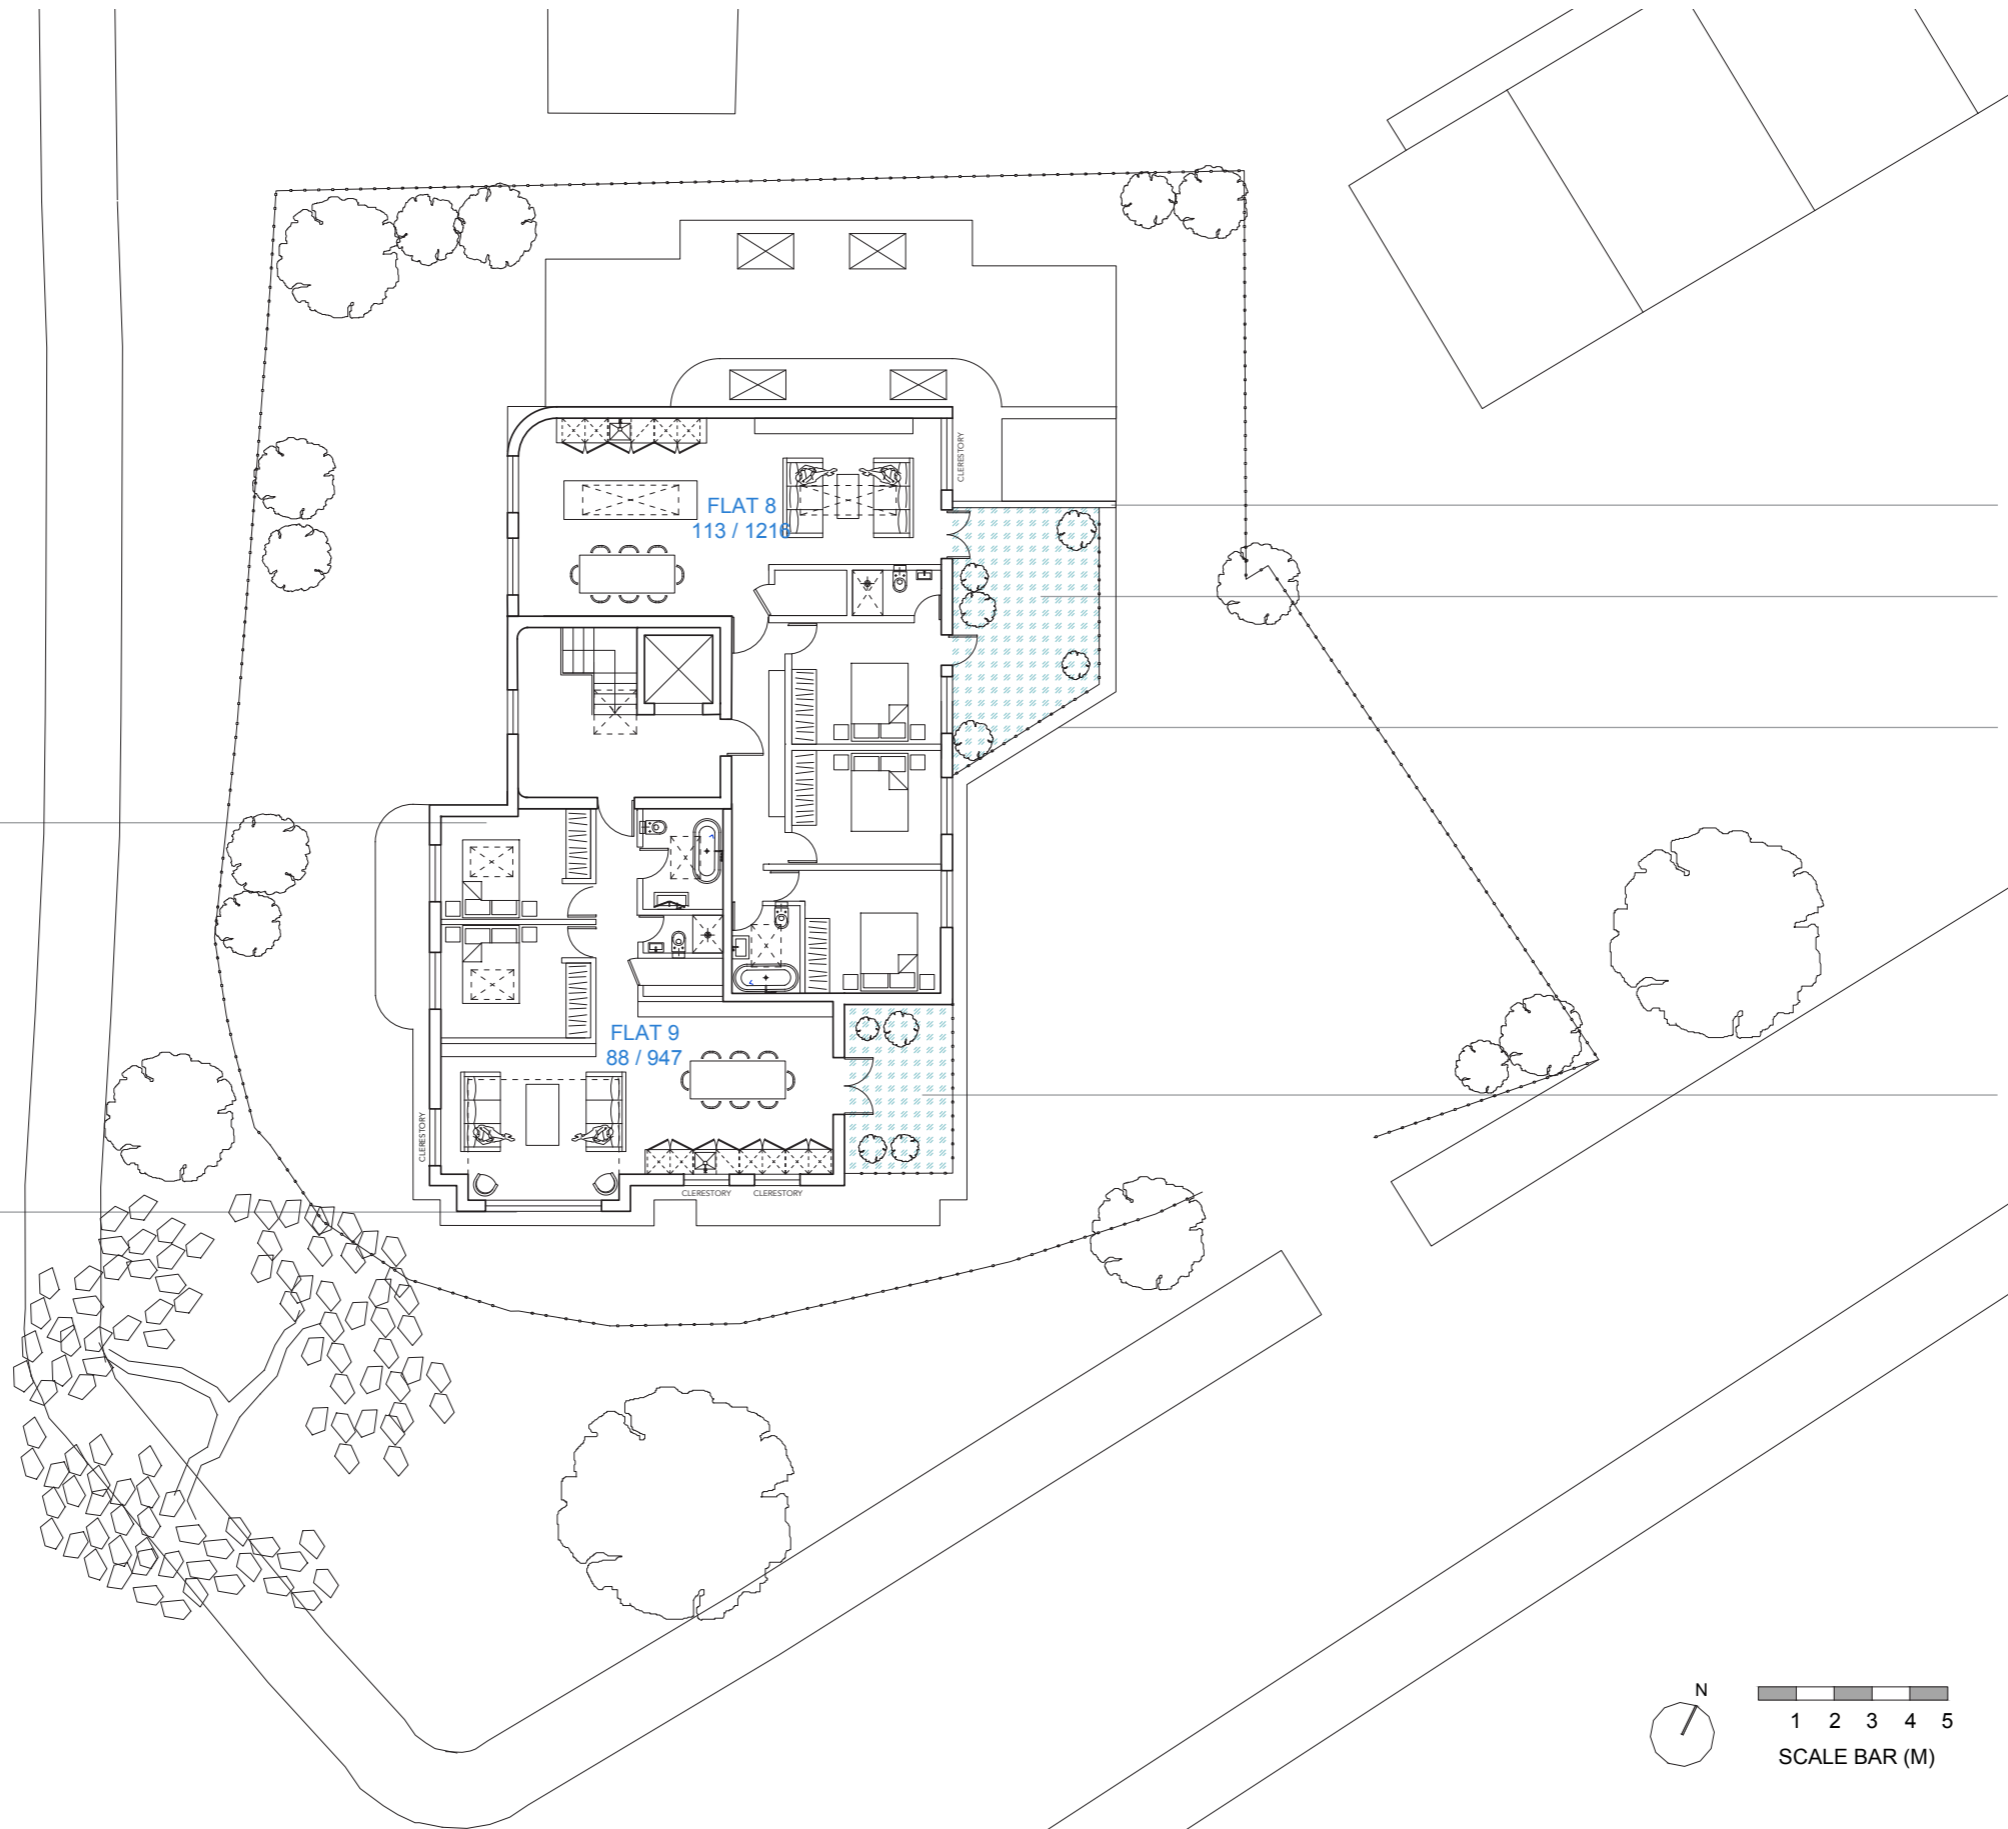 CLERESTORY
FLAT 8
113 / 1216
FLAT 9
88 / 947
CLERESTORY
CLERESTORY
CLERESTORY
N
1 2 3 4 5
SCALE BAR (M)